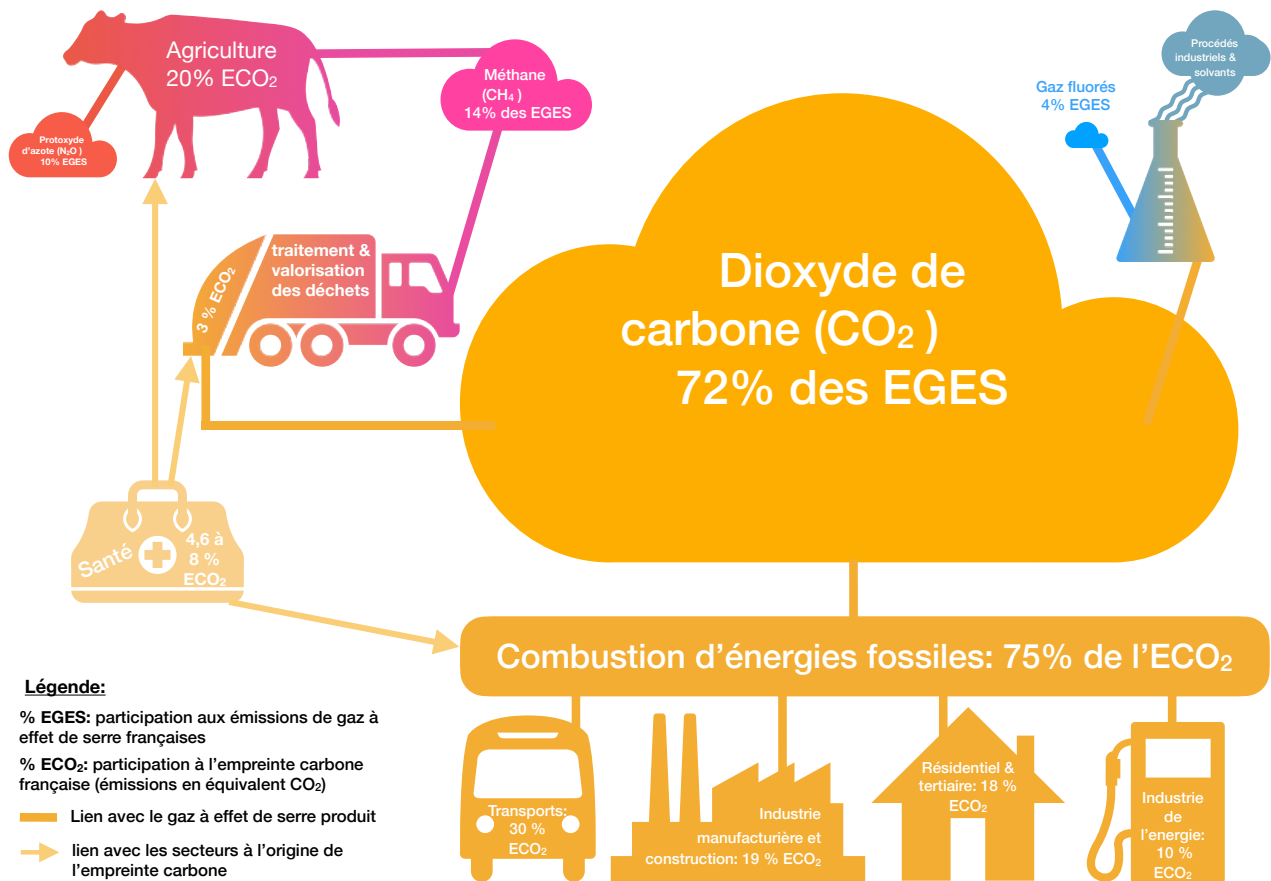 Agriculture
20% ECO₂
Méthane
(CH₄ )
14% des EGES
Protoxyde
d'azote (N₂O )
10% EGES
Procédés
industriels &
solvants
Gaz fluorés
4% EGES
3 % ECO₂
traitement &
valorisation
des déchets
Dioxyde de
carbone (CO₂ )
72% des EGES
Santé
4,6 à
8 %
ECO₂
Combustion d'énergies fossiles: 75% de l'ECO₂
Transports:
30 %
ECO₂
Industrie
manufacturière et
construction: 19 % ECO₂
Résidentiel &
tertiaire: 18 %
ECO₂
Industrie
de
l'energie:
10 %
ECO₂
Légende:
% EGES: participation aux émissions de gaz à
effet de serre françaises
% ECO₂: participation à l'empreinte carbone
française (émissions en équivalent CO₂)
Lien avec le gaz à effet de serre produit
lien avec les secteurs à l'origine de
l'empreinte carbone